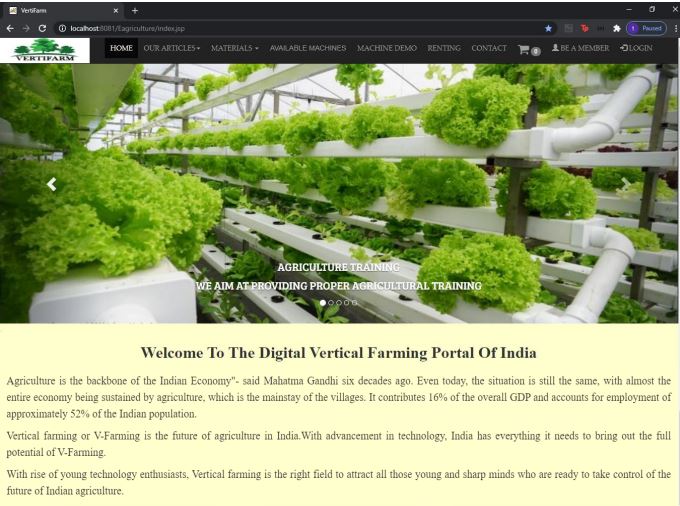 VertiFarm
localhost:8081/Eagriculture/index.jsp
Paused
VERTIFARM
HOME OUR ARTICLES MATERIALS AVAILABLE MACHINES MACHINE DEMO RENTING CONTACT 0 BE A MEMBER LOGIN
AGRICULTURE TRAINING
WE AIM AT PROVIDING PROPER AGRICULTURAL TRAINING
Welcome To The Digital Vertical Farming Portal Of India
Agriculture is the backbone of the Indian Economy"- said Mahatma Gandhi six decades ago. Even today, the situation is still the same, with almost the
entire economy being sustained by agriculture, which is the mainstay of the villages. It contributes 16% of the overall GDP and accounts for employment of
approximately 52% of the Indian population.
Vertical farming or V-Farming is the future of agriculture in India.With advancement in technology, India has everything it needs to bring out the full
potential of V-Farming.
With rise of young technology enthusiasts, Vertical farming is the right field to attract all those young and sharp minds who are ready to take control of the
future of Indian agriculture.